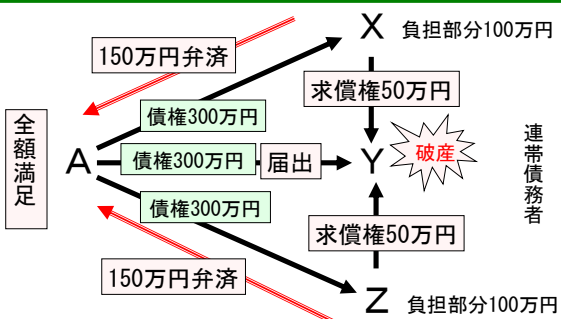 X 負担部分100万円
150万円弁済
求償権50万円
債権300万円
全額満足
A
債権300万円
届出
Y
破産
連帯債務者
債権300万円
求償権50万円
150万円弁済
Z 負担部分100万円